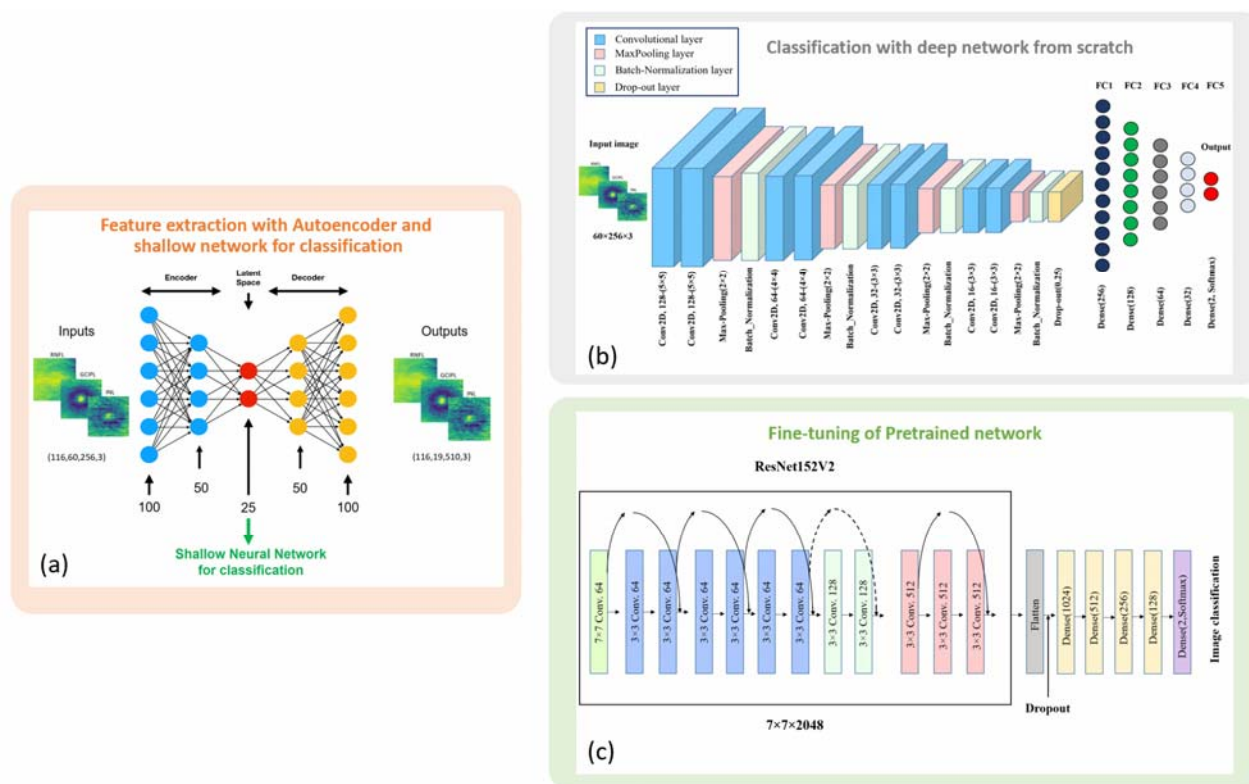 Feature extraction with Autoencoder and
shallow network for classification
Encoder
Latent
Space
Decoder
Inputs
Outputs
RNFL
GCIPL
INL
RNFL
GCIPL
INL
(116,60,256,3)
(116,19,510,3)
50
50
100
25
100
Shallow Neural Network
for classification
(a)
Convolutional layer
MaxPooling layer
Batch-Normalization layer
Drop-out layer
Classification with deep network from scratch
FC1
FC2
FC3
FC4
FC5
Input image
Output
RNFL
GCIPL
INL
60×256×3
Conv2D, 128-(5×5)
Conv2D, 128-(5×5)
Max-Pooling(2×2)
Batch_Normalization
Conv2D, 64-(4×4)
Conv2D, 64-(4×4)
Max-Pooling(2×2)
Batch_Normalization
Conv2D, 32-(3×3)
Conv2D, 32-(3×3)
Max-Pooling(2×2)
Batch_Normalization
Conv2D, 16-(3×3)
Conv2D, 16-(3×3)
Max-Pooling(2×2)
Batch_Normalization
Drop-out(0.25)
Dense(256)
Dense(128)
Dense(64)
Dense(32)
Dense(2, Softmax)
(b)
Fine-tuning of Pretrained network
ResNet152V2
7×7 Conv. 64
3×3 Conv. 64
3×3 Conv. 64
3×3 Conv. 64
3×3 Conv. 64
3×3 Conv. 64
3×3 Conv. 64
3×3 Conv. 128
3×3 Conv. 128
3×3 Conv. 512
3×3 Conv. 512
3×3 Conv. 512
Flatten
Dense(1024)
Dense(512)
Dense(256)
Dense(128)
Dense(2,Softmax)
Image classification
Dropout
7×7×2048
(c)